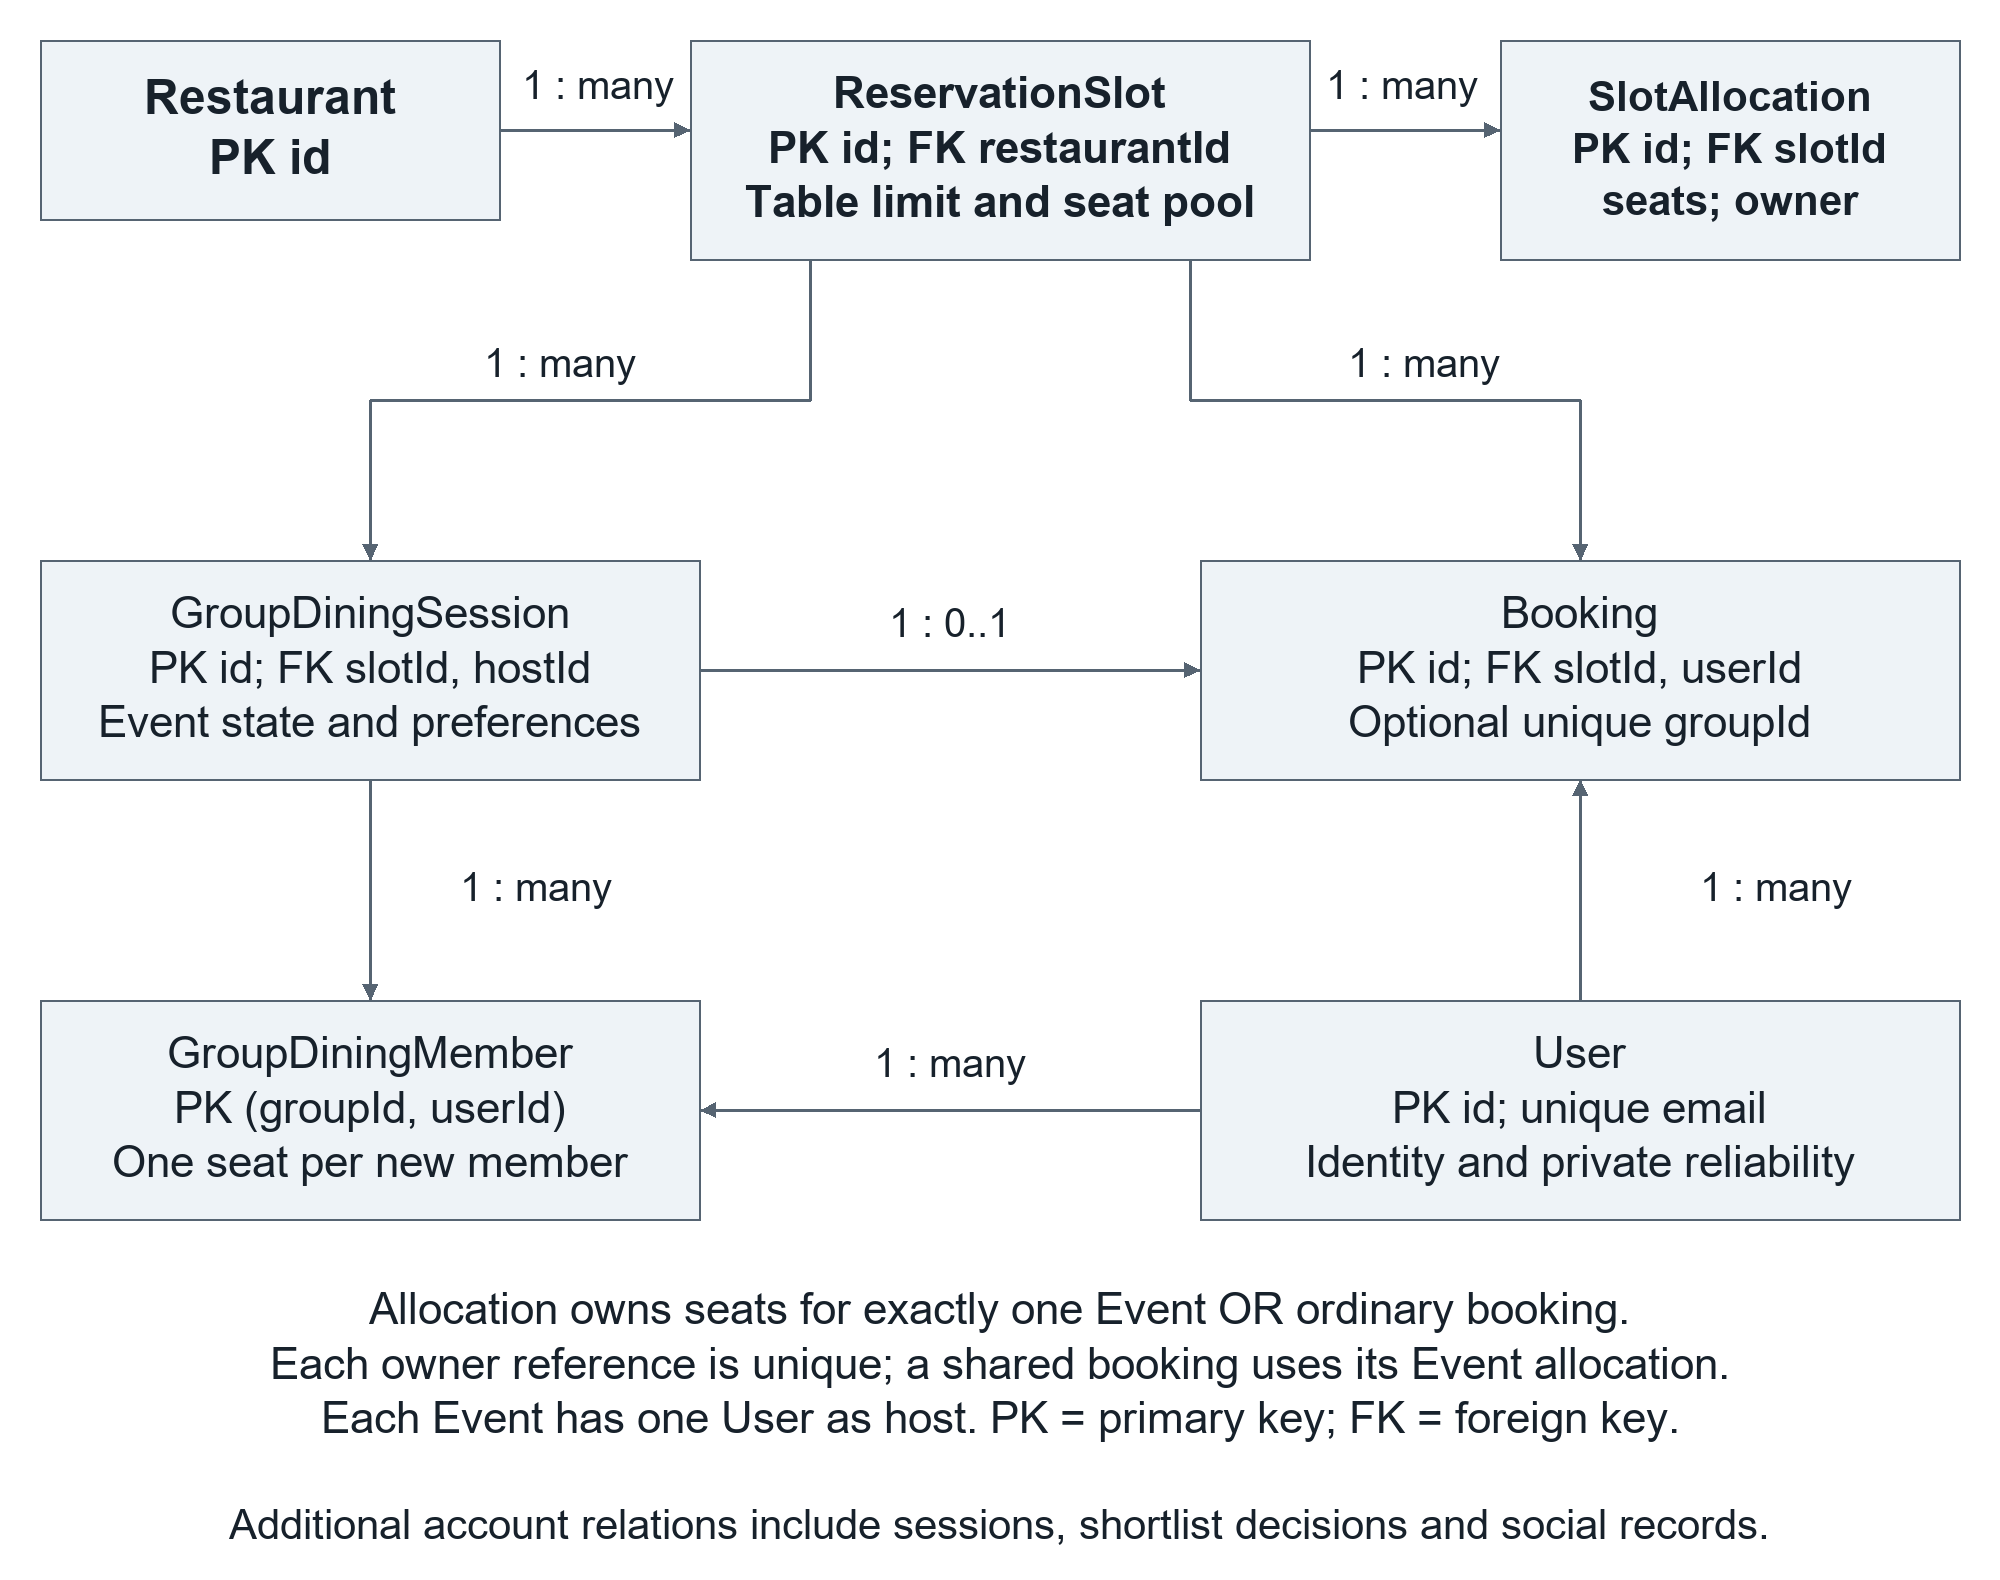 Restaurant
PK id
1 : many
ReservationSlot
PK id; FK restaurantId
Table limit and seat pool
1 : many
SlotAllocation
PK id; FK slotId
seats; owner
1 : many
1 : many
GroupDiningSession
PK id; FK slotId, hostId
Event state and preferences
1 : 0..1
Booking
PK id; FK slotId, userId
Optional unique groupId
1 : many
1 : many
GroupDiningMember
PK (groupId, userId)
One seat per new member
1 : many
User
PK id; unique email
Identity and private reliability
Allocation owns seats for exactly one Event OR ordinary booking.
Each owner reference is unique; a shared booking uses its Event allocation.
Each Event has one User as host. PK = primary key; FK = foreign key.
Additional account relations include sessions, shortlist decisions and social records.